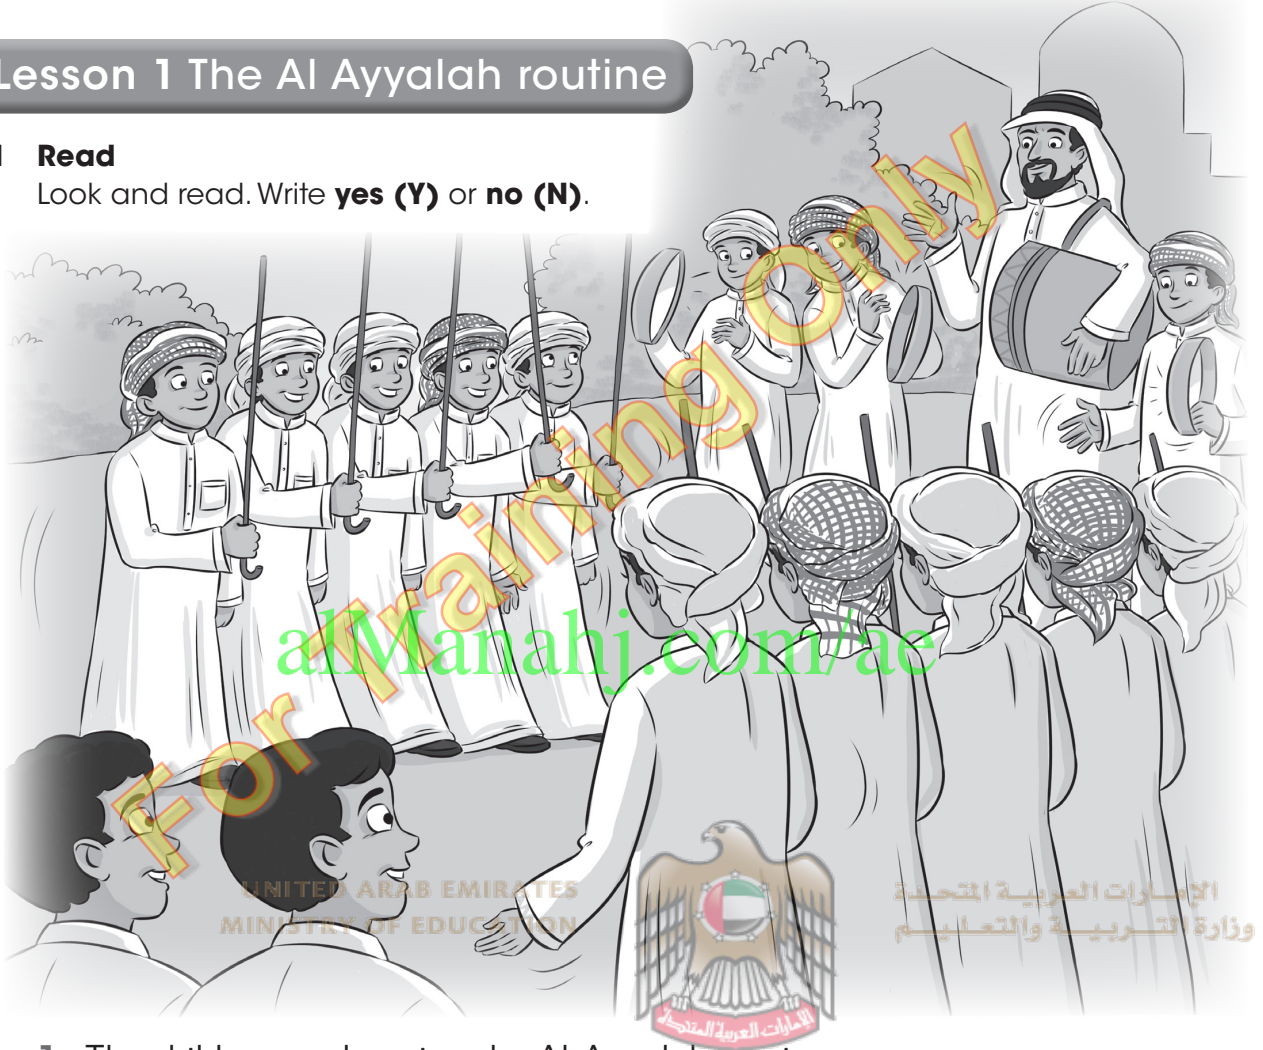 Lesson 1 The Al Ayyalah routine
Read
Look and read. Write yes (Y) or no (N).
For Training Only
alManahj.com/ae
UNITED ARAB EMIRATES
MINISTRY OF EDUCATION
الإمارات العربية المتحدة
وزارة التربية والتعليم
الإمارات العربية المتحدة